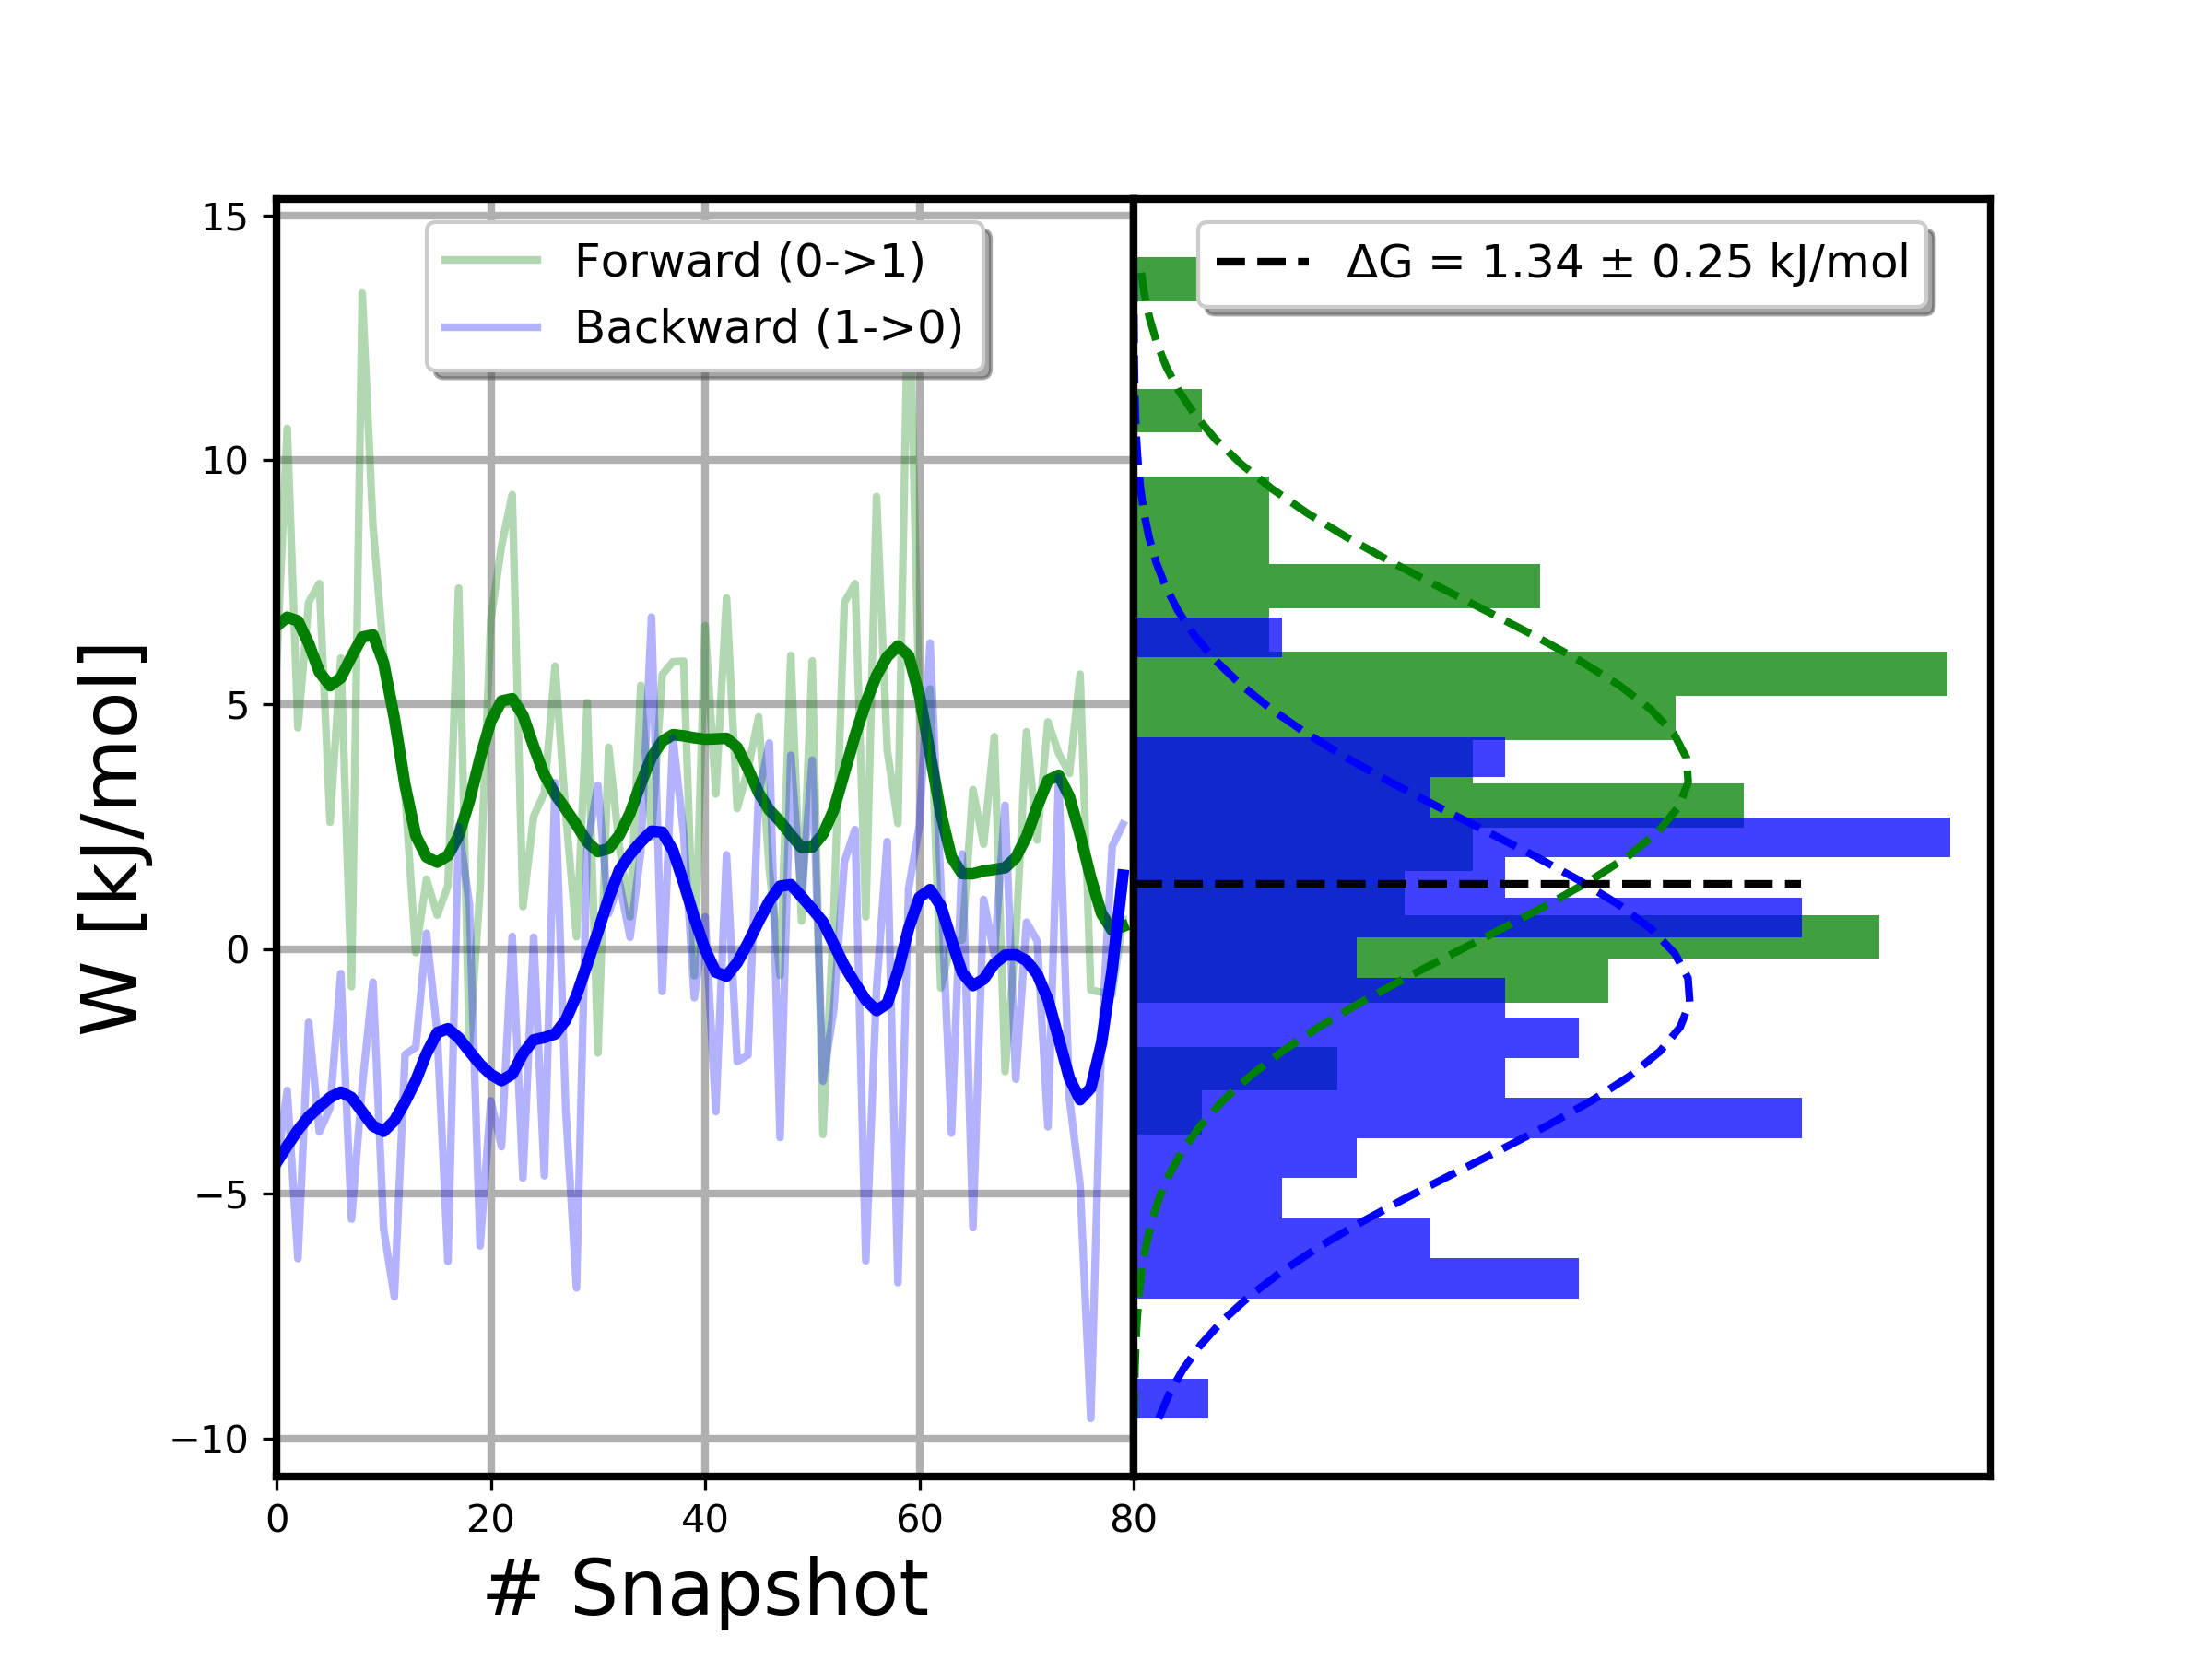 15
10
5
0
−5
−10
W [kJ/mol]
Forward (0->1)
Backward (1->0)
ΔG = 1.34 ± 0.25 kJ/mol
0 20 40 60 80
# Snapshot